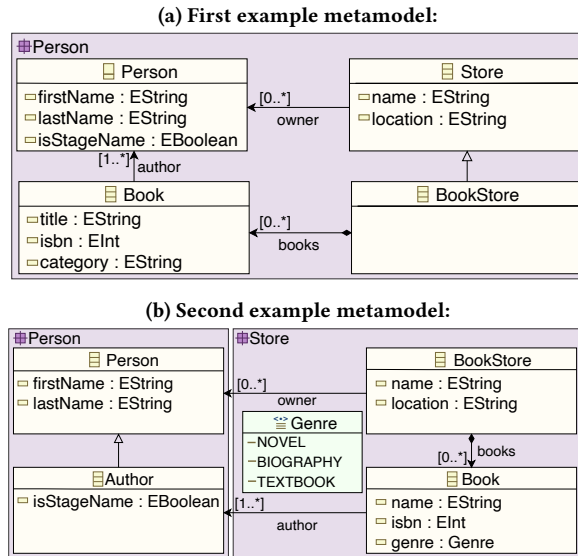 (a) First example metamodel:
Person
Person
firstName : EString
lastName : EString
isStageName : EBoolean
Store
name : EString
location : EString
[0..*]
owner
[1..*]
author
Book
title : EString
isbn : EInt
category : EString
BookStore
[0..*]
books
(b) Second example metamodel:
Person
Person
firstName : EString
lastName : EString
Author
isStageName : EBoolean
Store
BookStore
name : EString
location : EString
[0..*]
owner
Genre
NOVEL
BIOGRAPHY
TEXTBOOK
[0..*]
books
Book
name : EString
isbn : EInt
genre : Genre
[1..*]
author